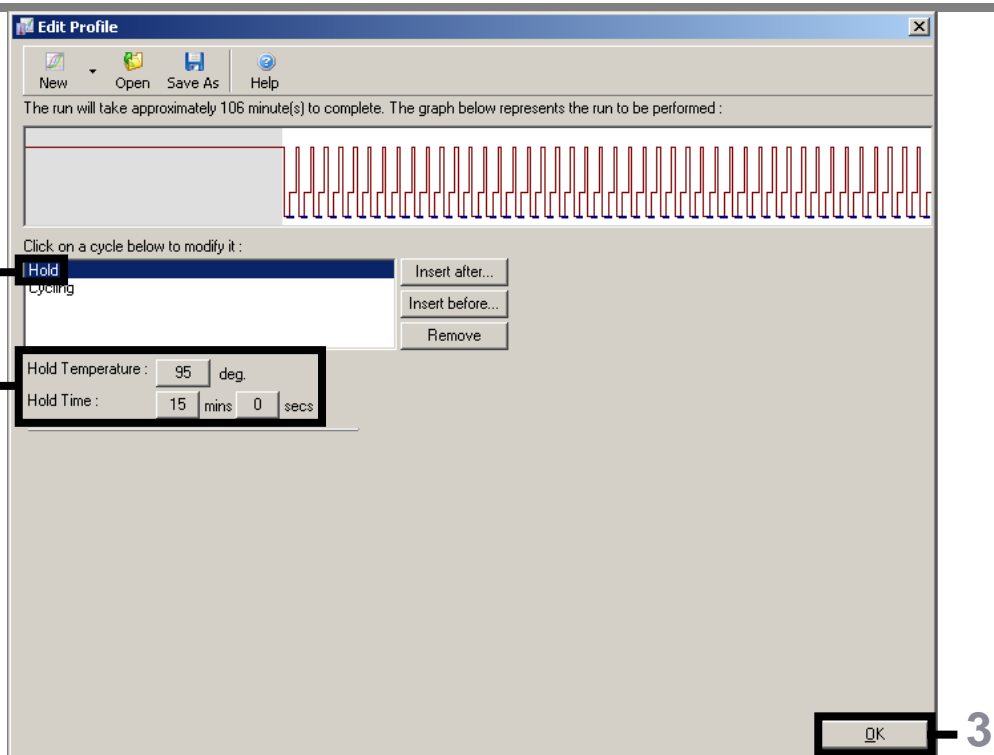 Edit Profile
New Open Save As Help
The run will take approximately 106 minute(s) to complete. The graph below represents the run to be performed :
Click on a cycle below to modify it :
Hold
Cycling
Insert after...
Insert before...
Remove
Hold Temperature : 95 deg.
Hold Time : 15 mins 0 secs
OK
3